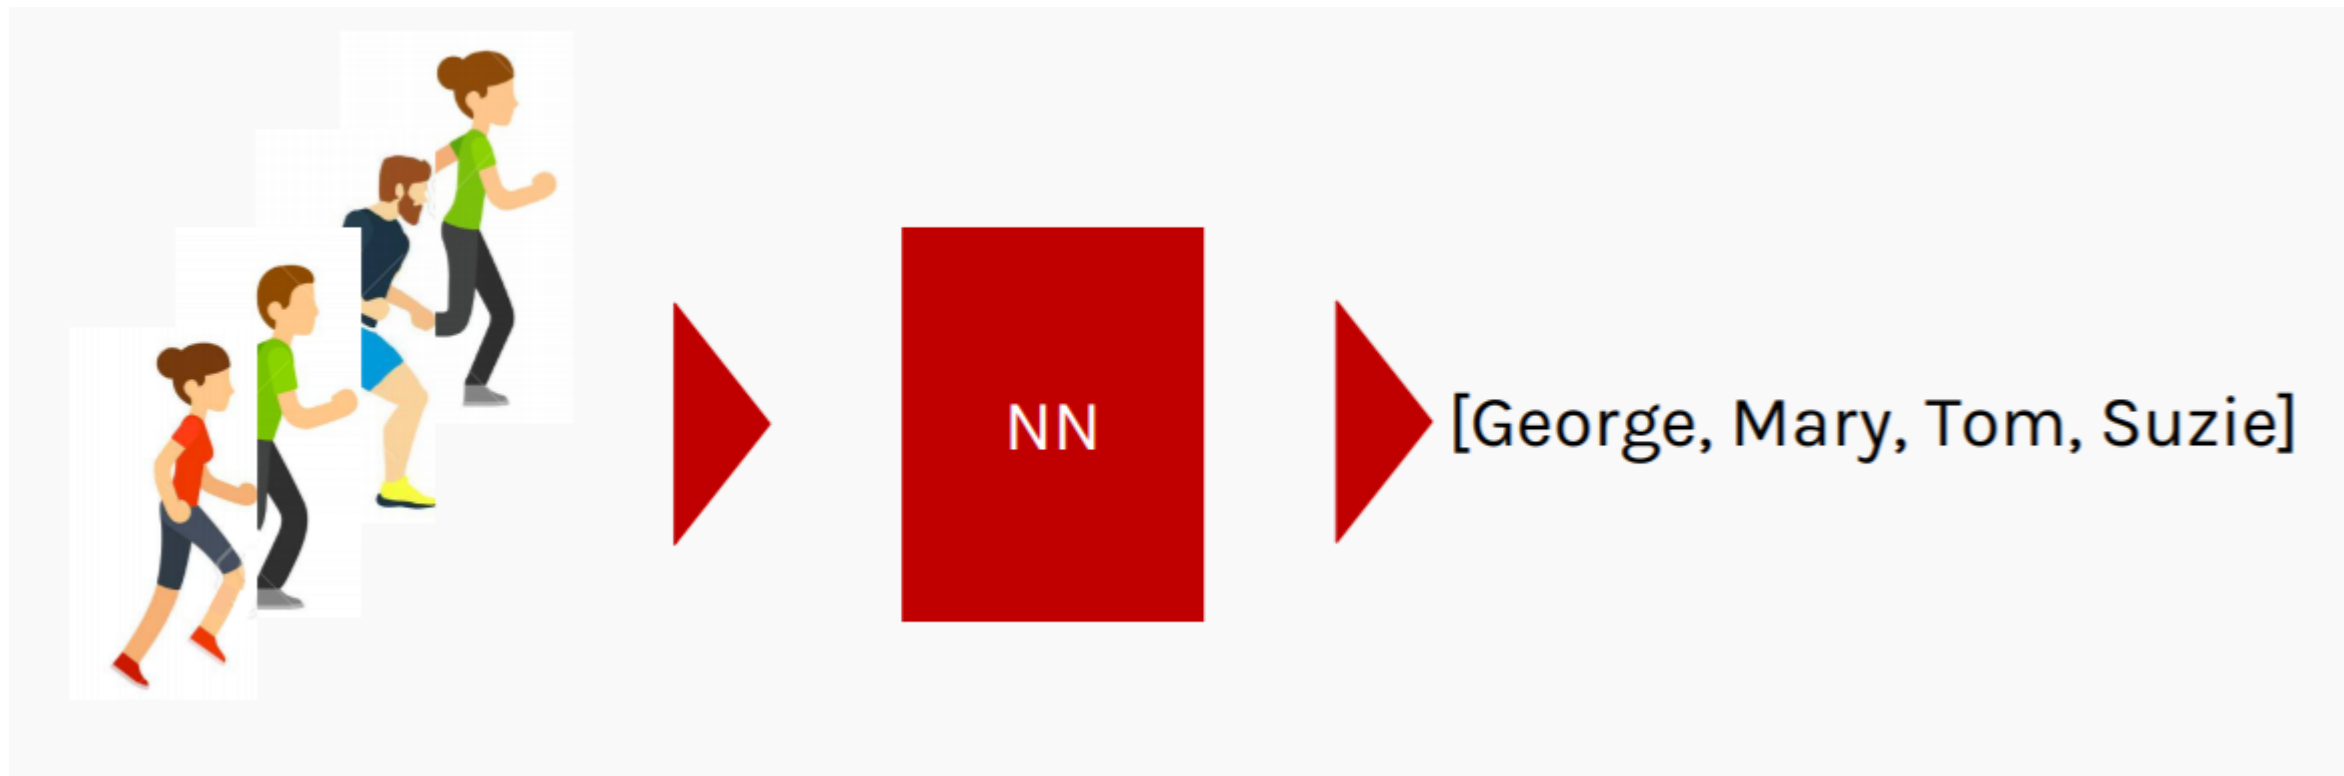 NN
[George, Mary, Tom, Suzie]